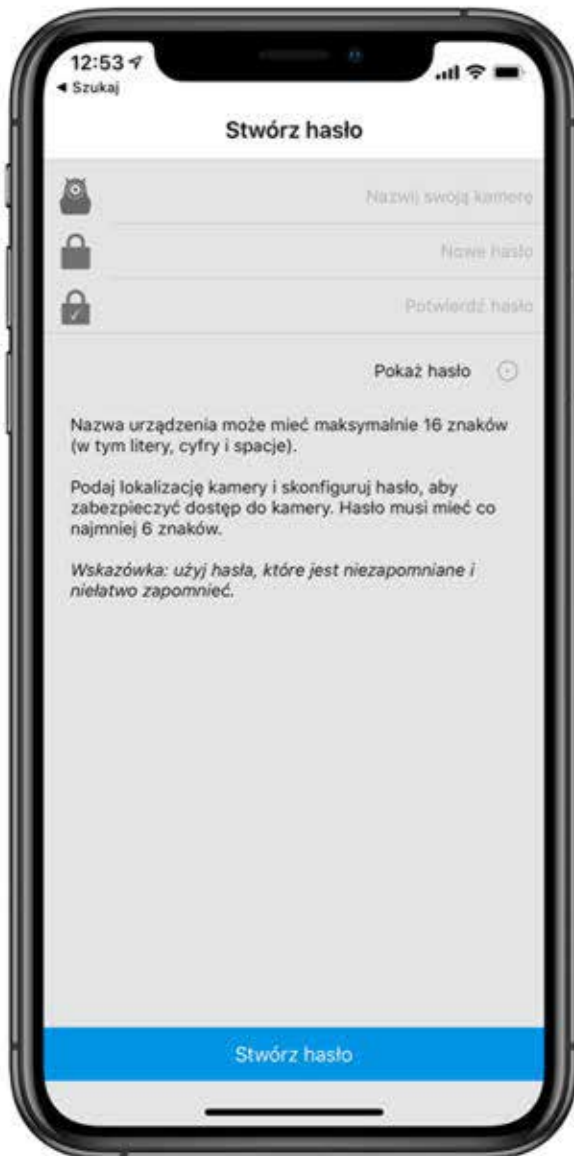 12:53
◀ Szukaj
Stwórz hasło
Nazwij swoją kamerę
Nowe hasło
Potwierdź hasło
Pokaż hasło
Nazwa urządzenia może mieć maksymalnie 16 znaków
(w tym litery, cyfry i spacje).
Podaj lokalizację kamery i skonfiguruj hasło, aby
zabezpieczyć dostęp do kamery. Hasło musi mieć co
najmniej 6 znaków.
Wskazówka: użyj hasła, które jest niezapomniane i
niełatwo zapomnieć.
Stwórz hasło